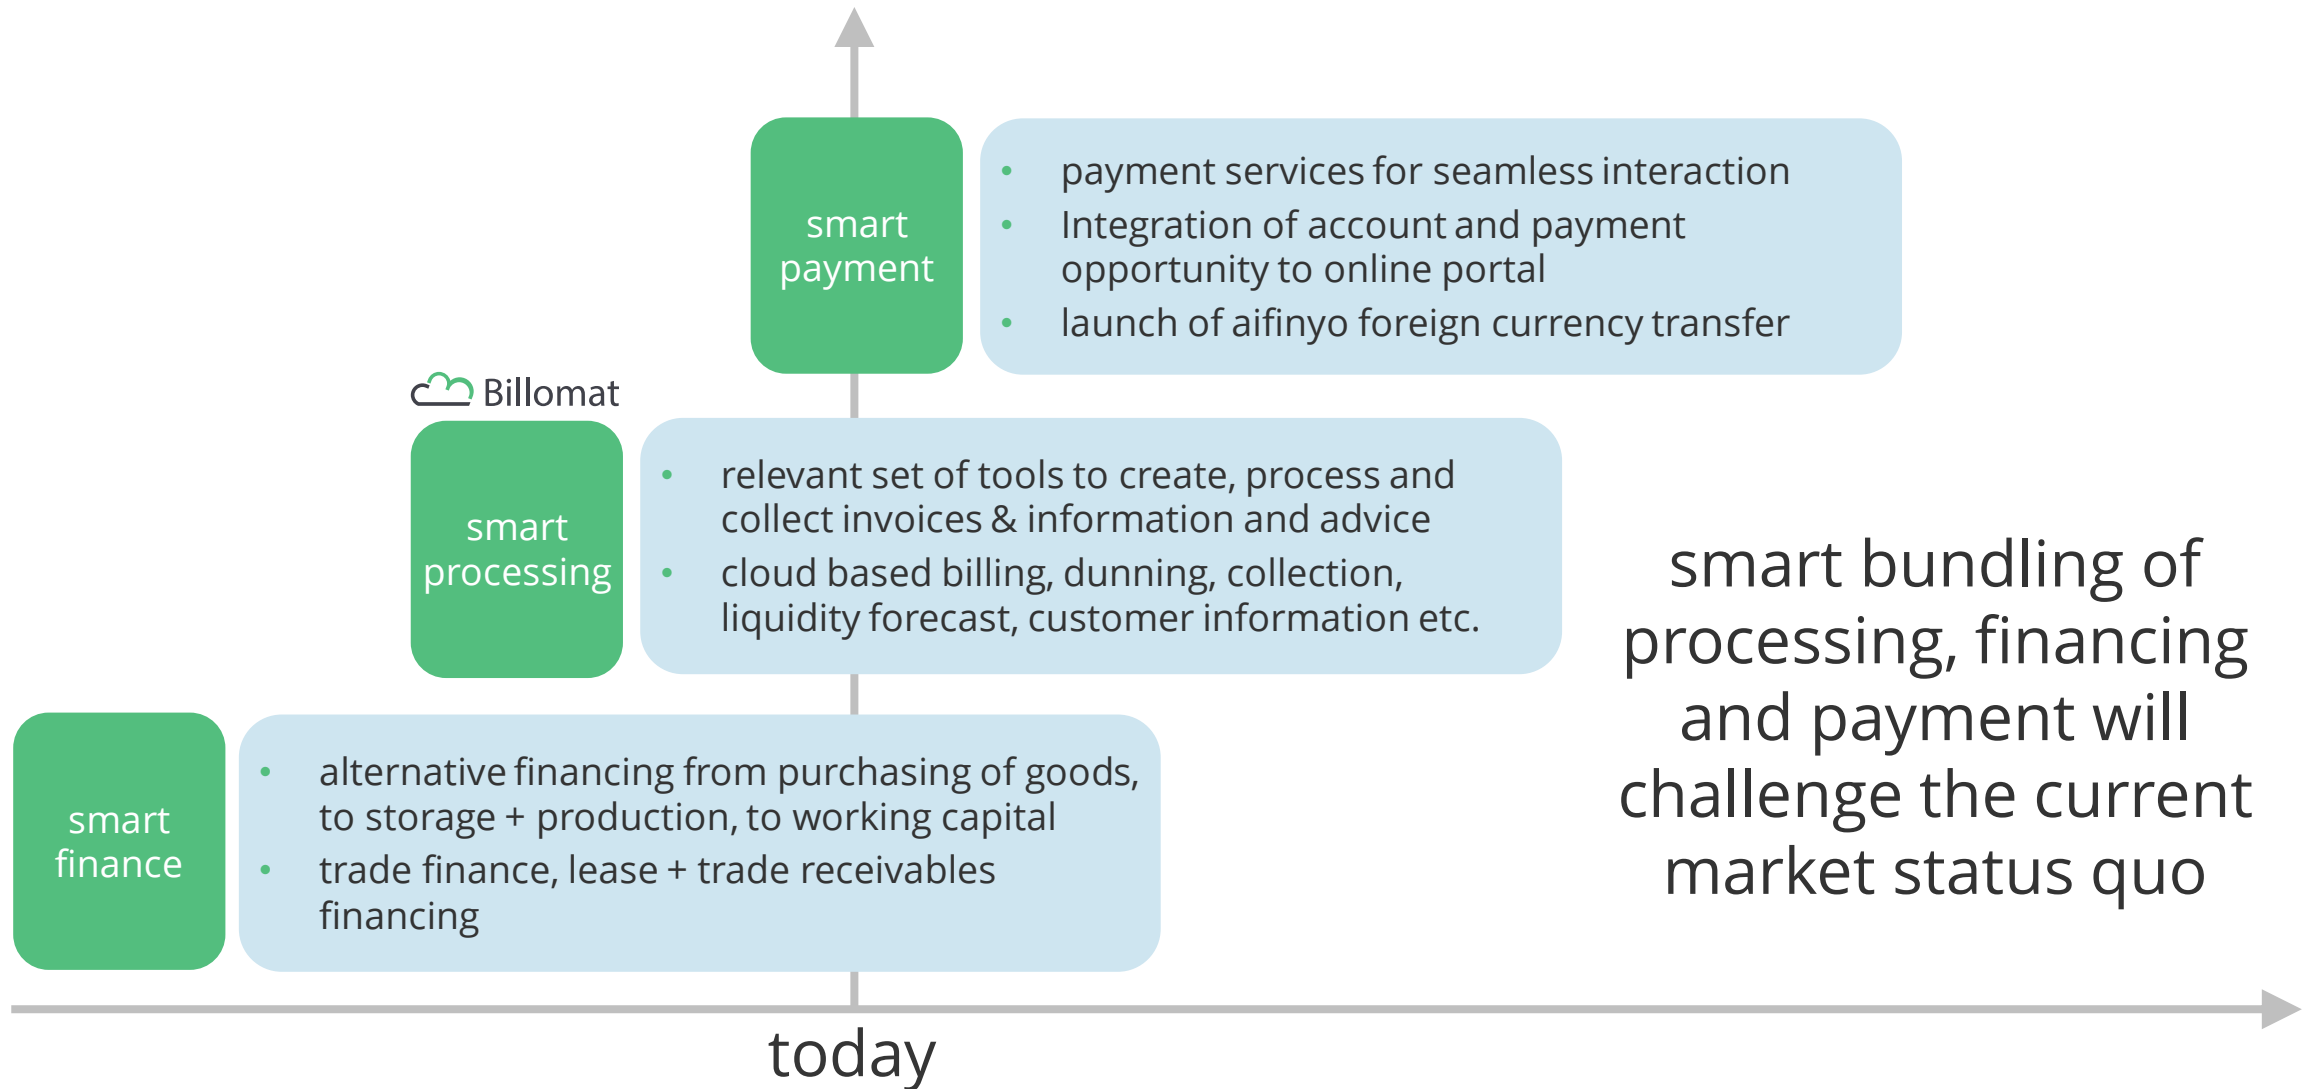 smart
payment
• payment services for seamless interaction
• Integration of account and payment
opportunity to online portal
• launch of aifinyo foreign currency transfer
Billomat
smart
processing
• relevant set of tools to create, process and
collect invoices & information and advice
• cloud based billing, dunning, collection,
liquidity forecast, customer information etc.
smart bundling of
processing, financing
and payment will
challenge the current
market status quo
smart
finance
• alternative financing from purchasing of goods,
to storage + production, to working capital
• trade finance, lease + trade receivables
financing
today